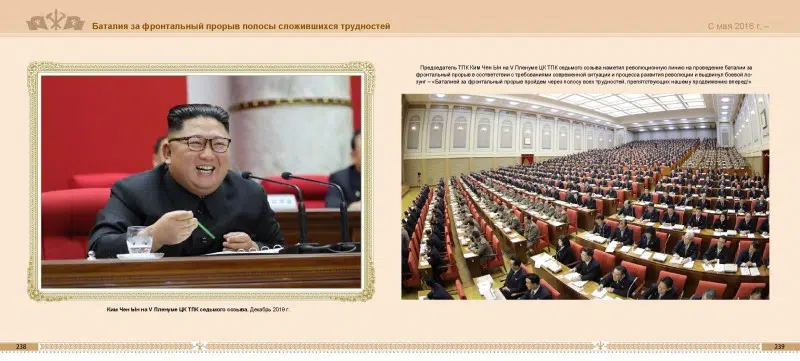 Баталия за фронтальный прорыв полосы сложившихся трудностей
С мая 2016 г. –
Председатель ТПК Ким Чен Ын на V Пленуме ЦК ТПК седьмого созыва наметил революционную линию на проведение баталии за
фронтальный прорыв в соответствии с требованиями современной ситуации и процесса развития революции и выдвинул боевой ло-
зунг – «Баталией за фронтальный прорыв пройдем через полосу всех трудностей, препятствующих нашему продвижению вперед!».
Ким Чен Ын на V Пленуме ЦК ТПК седьмого созыва. Декабрь 2019 г.
238
239